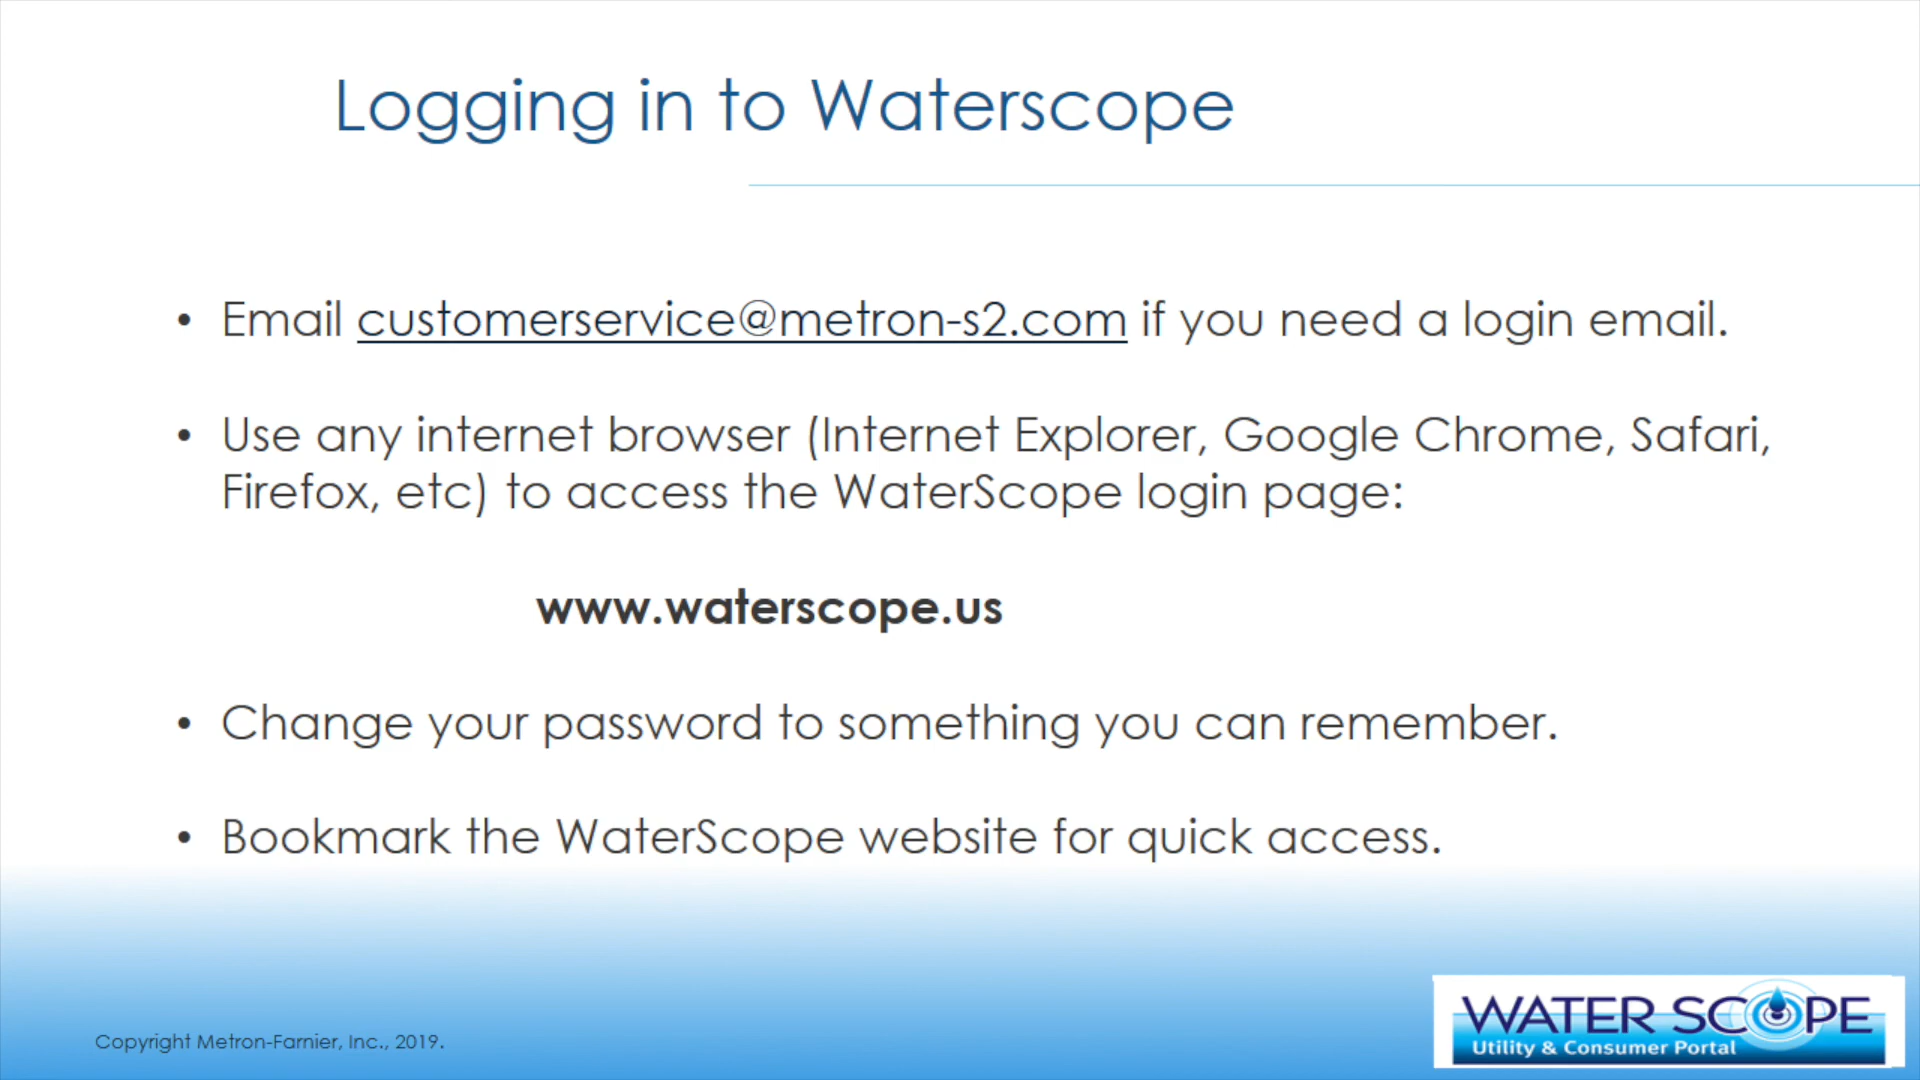 Logging in to Waterscope
• Email customerservice@metron-s2.com if you need a login email.
• Use any internet browser (Internet Explorer, Google Chrome, Safari,
Firefox, etc) to access the WaterScope login page:
www.waterscope.us
• Change your password to something you can remember.
• Bookmark the WaterScope website for quick access.
Copyright Metron-Farnier, Inc., 2019.
WATER SCOPE
Utility & Consumer Portal